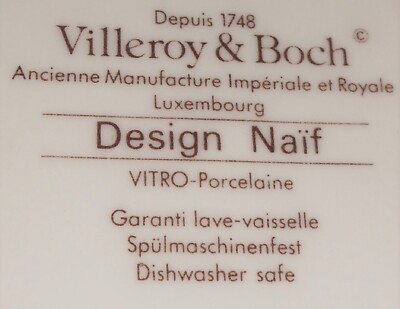 Depuis 1748
Villeroy & Boch ©
Ancienne Manufacture Impériale et Royale
Luxembourg
Design Naïf
VITRO-Porcelaine
Garanti lave-vaisselle
Spülmaschinenfest
Dishwasher safe